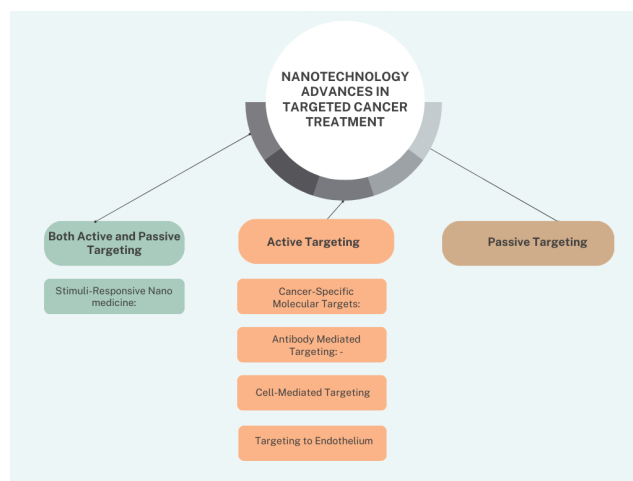 NANOTECHNOLOGY
ADVANCES IN
TARGETED CANCER
TREATMENT
Both Active and Passive
Targeting
Active Targeting
Passive Targeting
Stimuli-Responsive Nano
medicine:
Cancer-Specific
Molecular Targets:
Antibody Mediated
Targeting: -
Cell-Mediated Targeting
Targeting to Endothelium